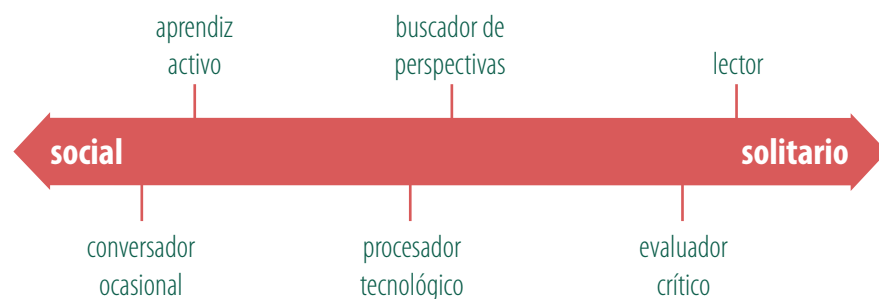 aprendiz
activo
buscador de
perspectivas
lector
social
solitario
conversador
ocasional
procesador
tecnológico
evaluador
crítico